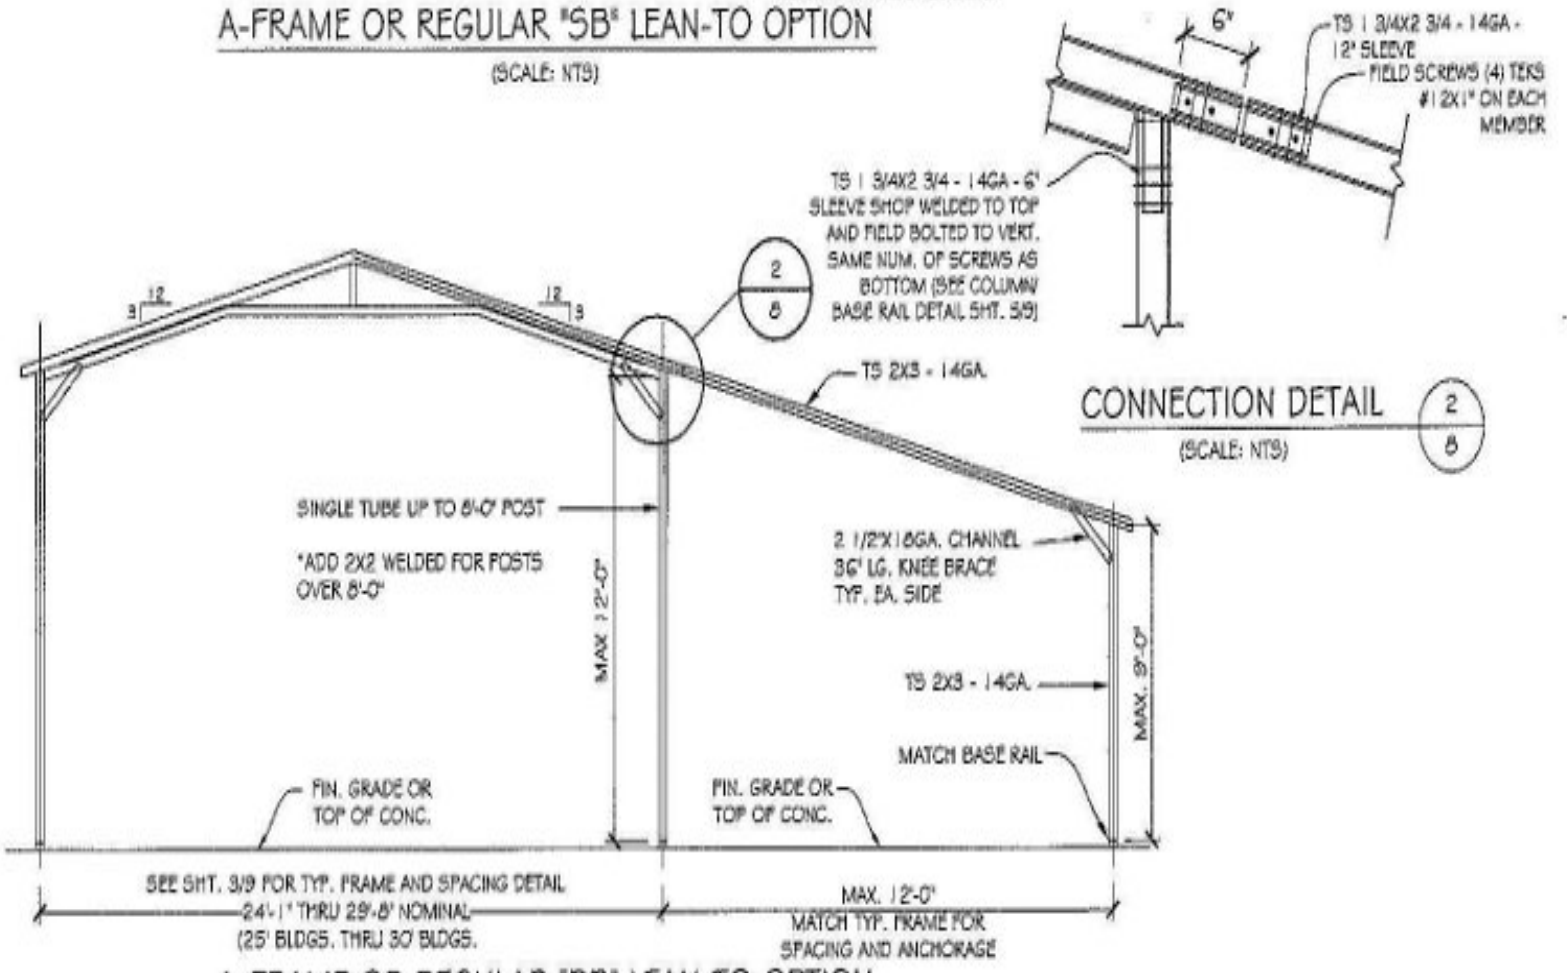 A-FRAME OR REGULAR "SB" LEAN-TO OPTION
(SCALE: NTS)
6"
TS 1 3/4X2 3/4 - 14GA -
12" SLEEVE
FIELD SCREWS (4) TEKS
#12X1" ON EACH
MEMBER
TS 1 3/4X2 3/4 - 14GA - 6"
SLEEVE SHOP WELDED TO TOP
AND FIELD BOLTED TO VERT.
SAME NUM. OF SCREWS AS
BOTTOM (SEE COLUMN/
BASE RAIL DETAIL SHT. 5/9)
2
8
12
3
12
3
TS 2X3 - 14GA.
CONNECTION DETAIL
2
8
(SCALE: NTS)
SINGLE TUBE UP TO 8'-0" POST
*ADD 2X2 WELDED FOR POSTS
OVER 8'-0"
MAX 12'-0"
2 1/2"X18GA. CHANNEL
36" LG. KNEE BRACE
TYP. EA. SIDE
TS 2X3 - 14GA.
MAX. 9'-0"
MATCH BASE RAIL
FIN. GRADE OR
TOP OF CONC.
FIN. GRADE OR
TOP OF CONC.
SEE SHT. 3/9 FOR TYP. FRAME AND SPACING DETAIL
24'-1" THRU 29'-8" NOMINAL
(25' BLDGS. THRU 30' BLDGS.
MAX. 12'-0"
MATCH TYP. FRAME FOR
SPACING AND ANCHORAGE